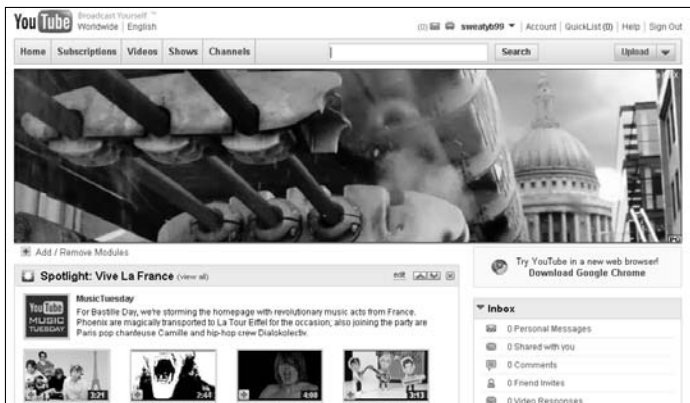 You Tube
Broadcast Yourself ™
Worldwide | English
(0) sweatyb99 ▼ | Account | QuickList (0) | Help | Sign Out
Home Subscriptions Videos Shows Channels Search Upload
Add / Remove Modules
Try YouTube in a new web browser!
Download Google Chrome
Spotlight: Vive La France (view all) edit
You Tube
MUSIC
TUESDAY
MusicTuesday
For Bastille Day, we're storming the homepage with revolutionary music acts from France.
Phoenix are magically transported to La Tour Eiffel for the occasion; also joining the party are
Paris pop chanteuse Camille and hip-hop crew Dialokolectiv.
3:21 2:44 4:08 3:13
Inbox
0 Personal Messages
0 Shared with you
0 Comments
0 Friend Invites
0 Video Responses